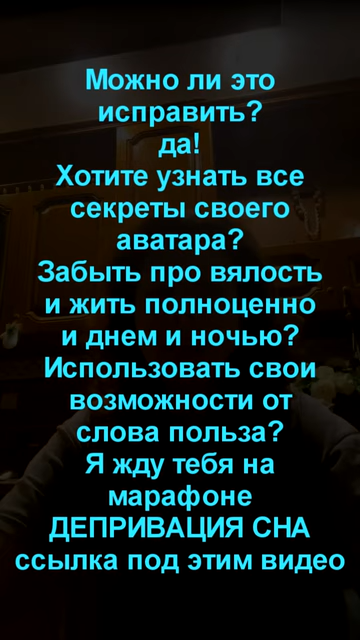 Можно ли это
исправить?
да!
Хотите узнать все
секреты своего
аватара?
Забыть про вялость
и жить полноценно
и днем и ночью?
Использовать свои
возможности от
слова польза?
Я жду тебя на
марафоне
ДЕПРИВАЦИЯ СНА
ссылка под этим видео